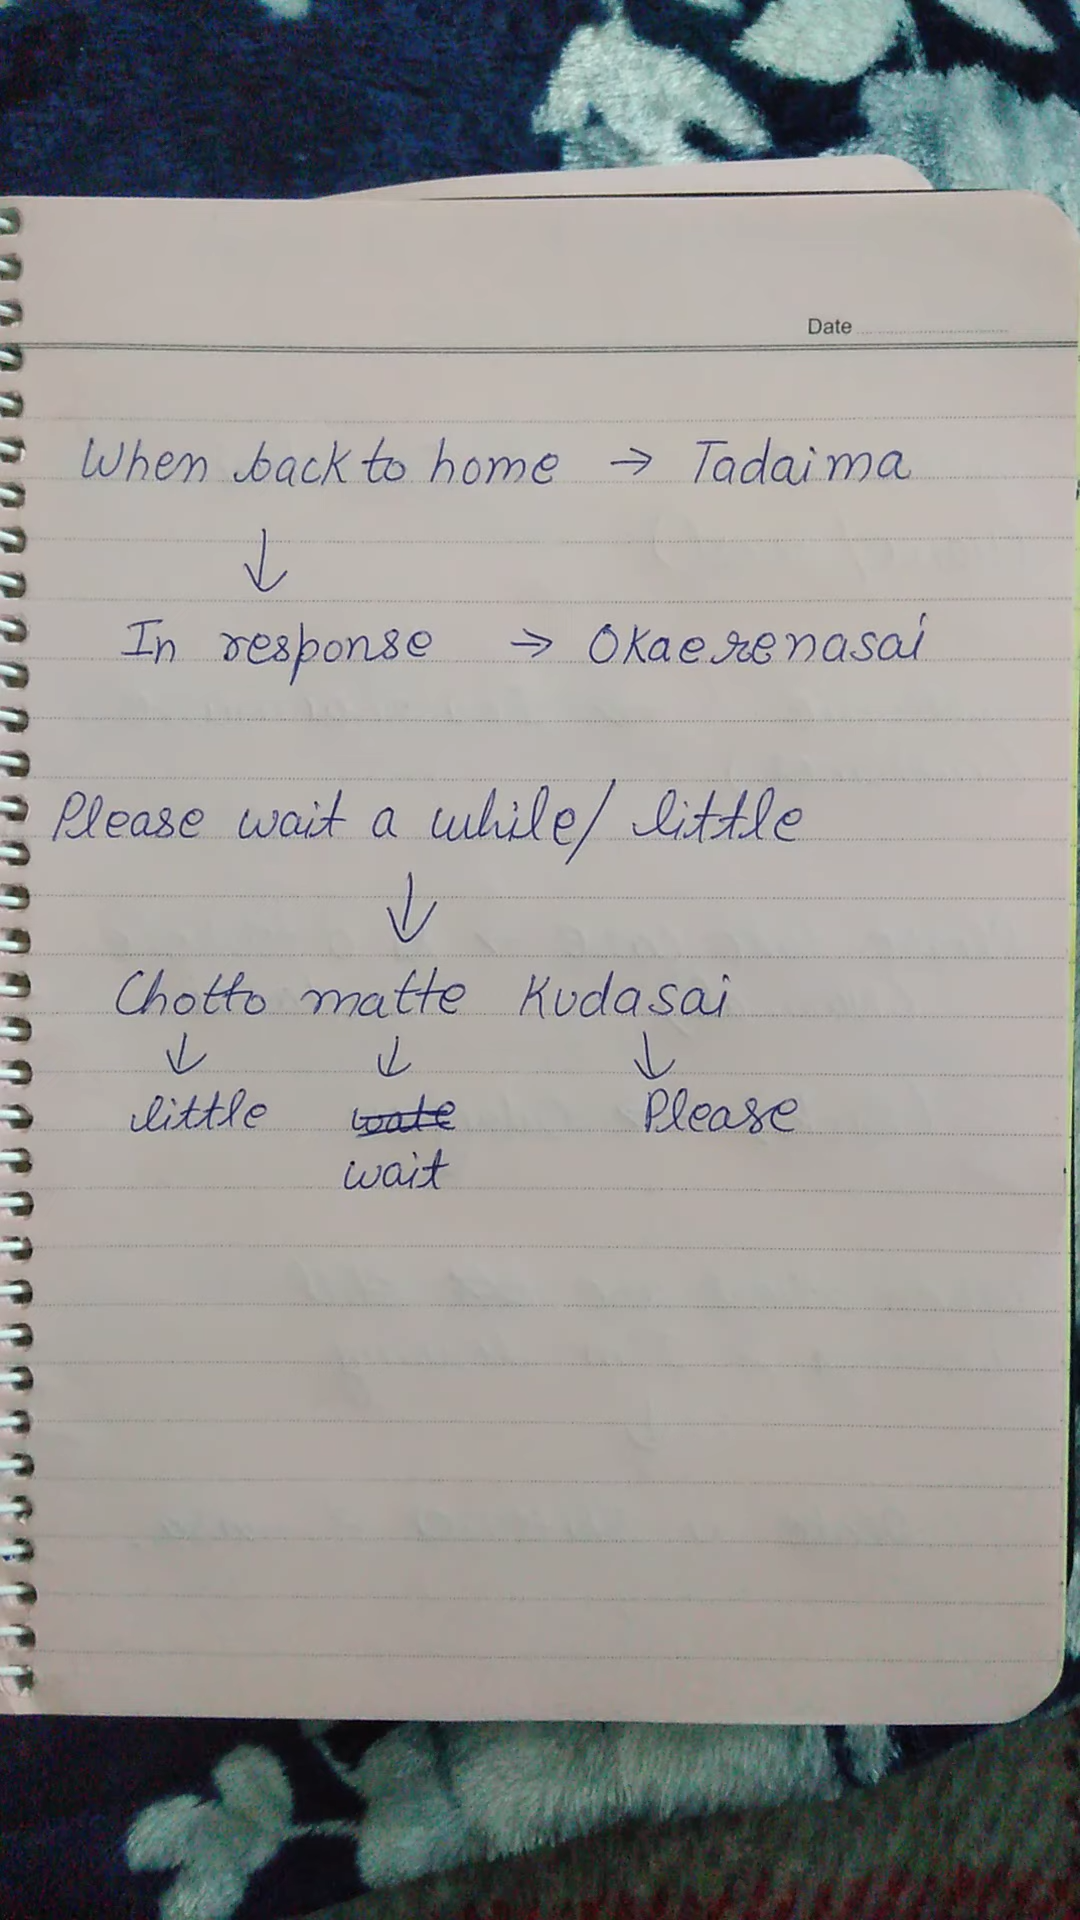 Date
When back to home → Tadaima
↓
In response → Okaerenasai
Please wait a while/ little
↓
Chotto matte Kudasai
↓ ↓ ↓
little wate Please
wait